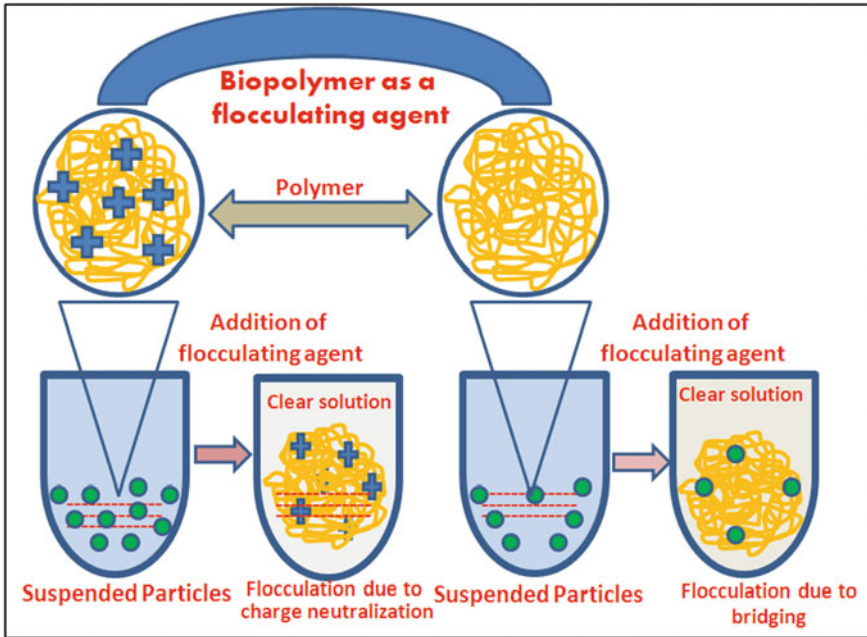 Biopolymer as a
flocculating agent
Polymer
Addition of
flocculating agent
Addition of
flocculating agent
Clear solution
Clear solution
Suspended Particles
Flocculation due to
charge neutralization
Suspended Particles
Flocculation due to
bridging